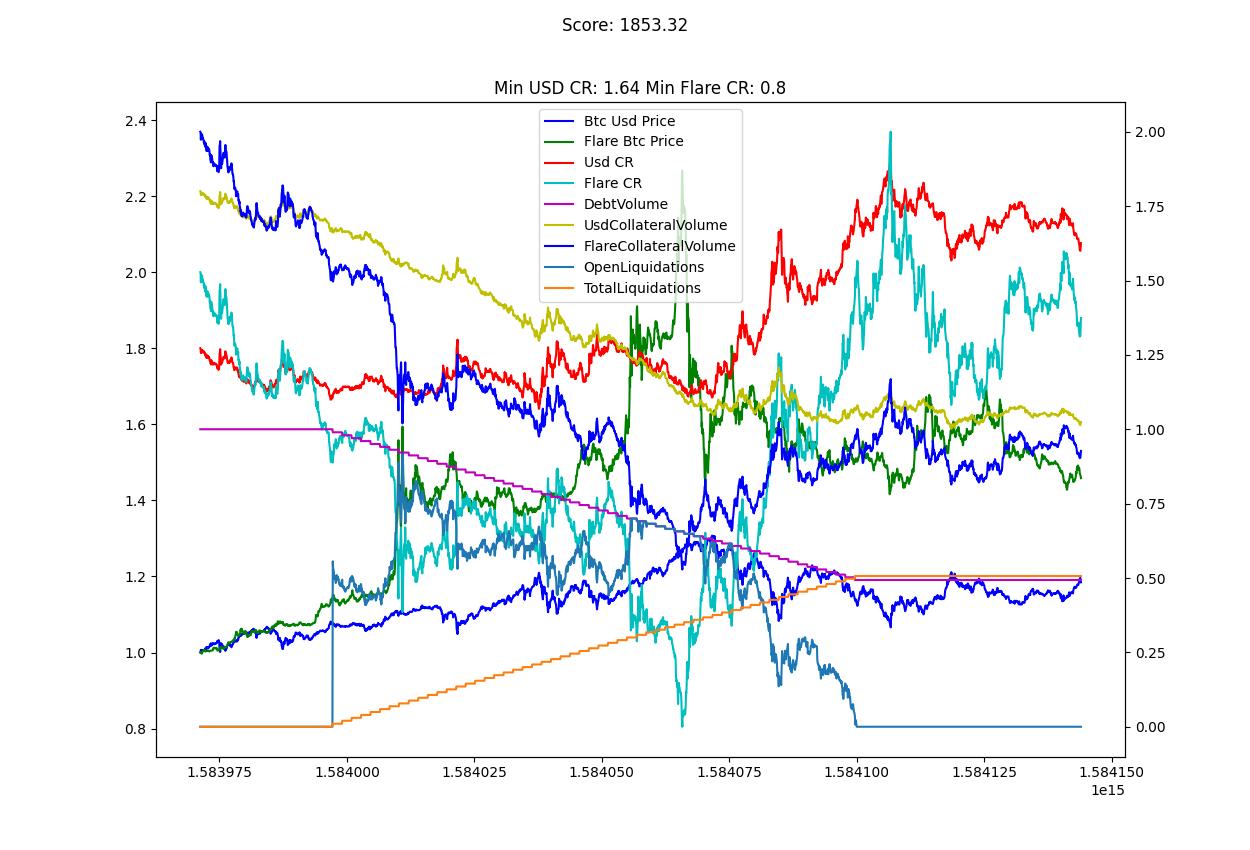 Score: 1853.32
Min USD CR: 1.64 Min Flare CR: 0.8
Btc Usd Price
Flare Btc Price
Usd CR
Flare CR
DebtVolume
UsdCollateralVolume
FlareCollateralVolume
OpenLiquidations
TotalLiquidations
2.4
2.2
2.0
1.8
1.6
1.4
1.2
1.0
0.8
2.00
1.75
1.50
1.25
1.00
0.75
0.50
0.25
0.00
1.583975 1.584000 1.584025 1.584050 1.584075 1.584100 1.584125 1.584150
1e15